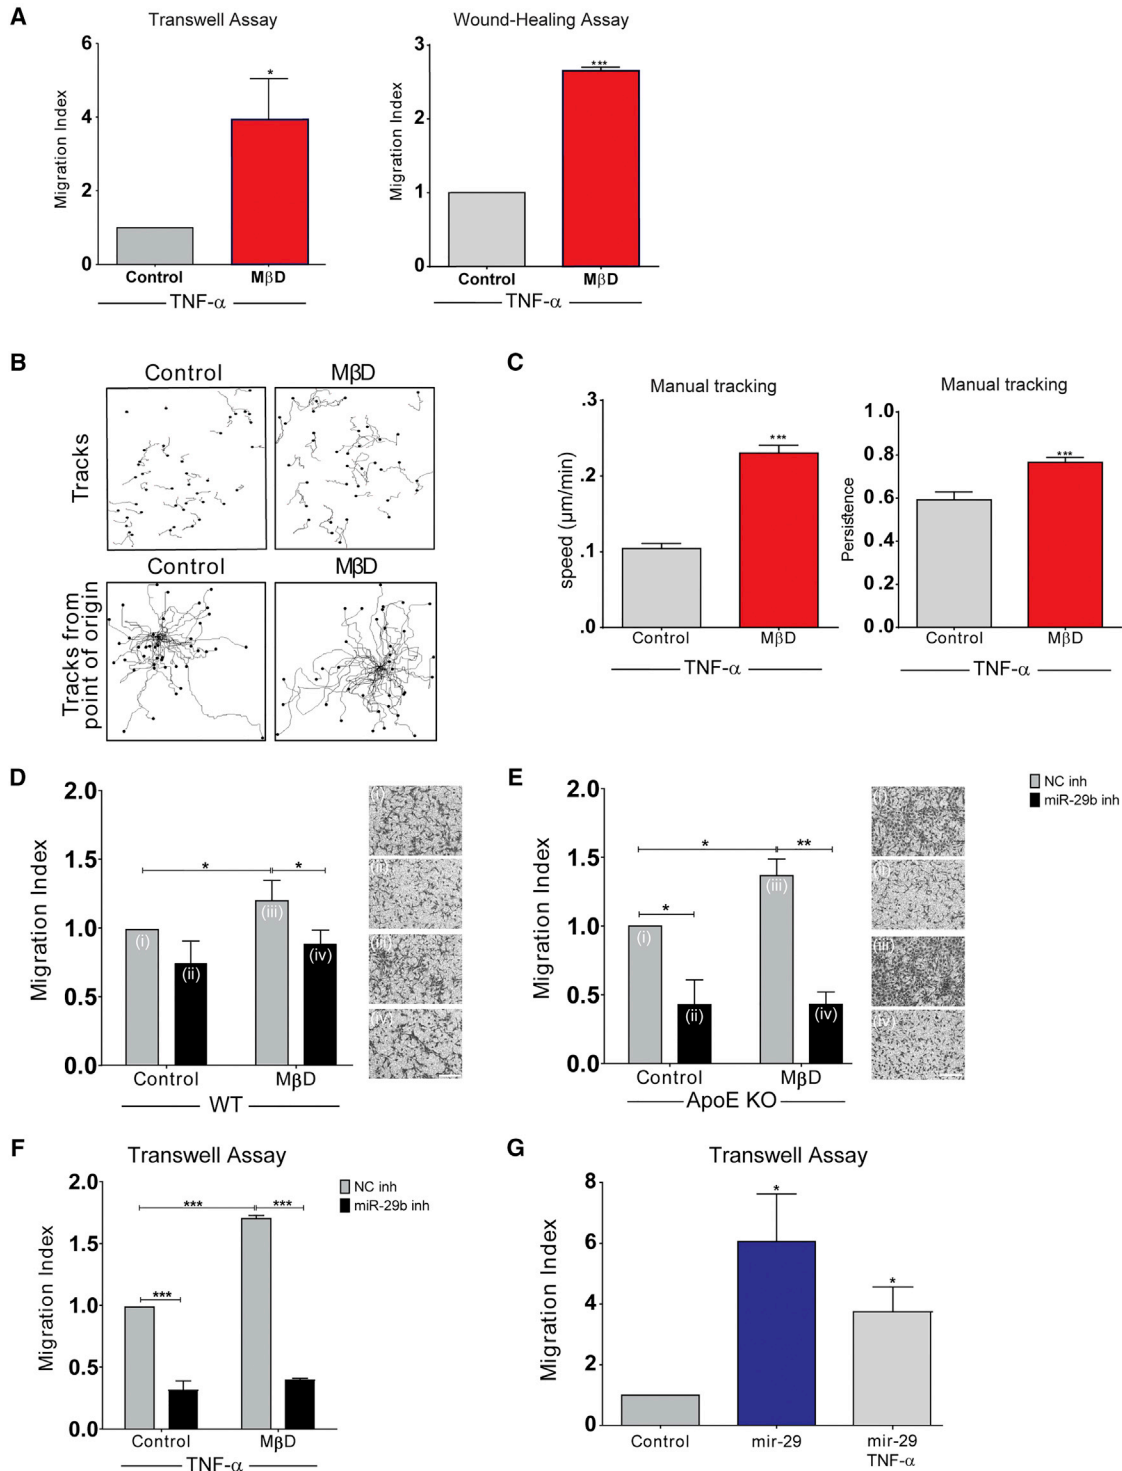 A
Transwell Assay
Wound-Healing Assay
Migration Index
6
4
2
0
*
Control
MβD
TNF-α
Migration Index
3
2
1
0
***
Control
MβD
TNF-α
B
Control
MβD
Tracks
Control
MβD
Tracks from
point of origin
C
Manual tracking
speed (µm/min)
.3
.2
.1
.0
***
Control
MβD
TNF-α
Manual tracking
Persistence
1.0
0.8
0.6
0.4
0.2
0.0
***
Control
MβD
TNF-α
D
Migration Index
2.0
1.5
1.0
0.5
0.0
*
*
(i)
(ii)
(iii)
(iv)
Control
MβD
WT
(i)
(ii)
(iii)
(iv)
E
Migration Index
2.0
1.5
1.0
0.5
0.0
*
**
*
(i)
(ii)
(iii)
(iv)
Control
MβD
ApoE KO
(i)
(ii)
(iii)
(iv)
NC inh
miR-29b inh
F
Transwell Assay
Migration Index
2.0
1.5
1.0
0.5
0.0
***
***
***
NC inh
miR-29b inh
Control
MβD
TNF-α
G
Transwell Assay
Migration Index
8
6
4
2
0
*
*
Control
mir-29
mir-29
TNF-α